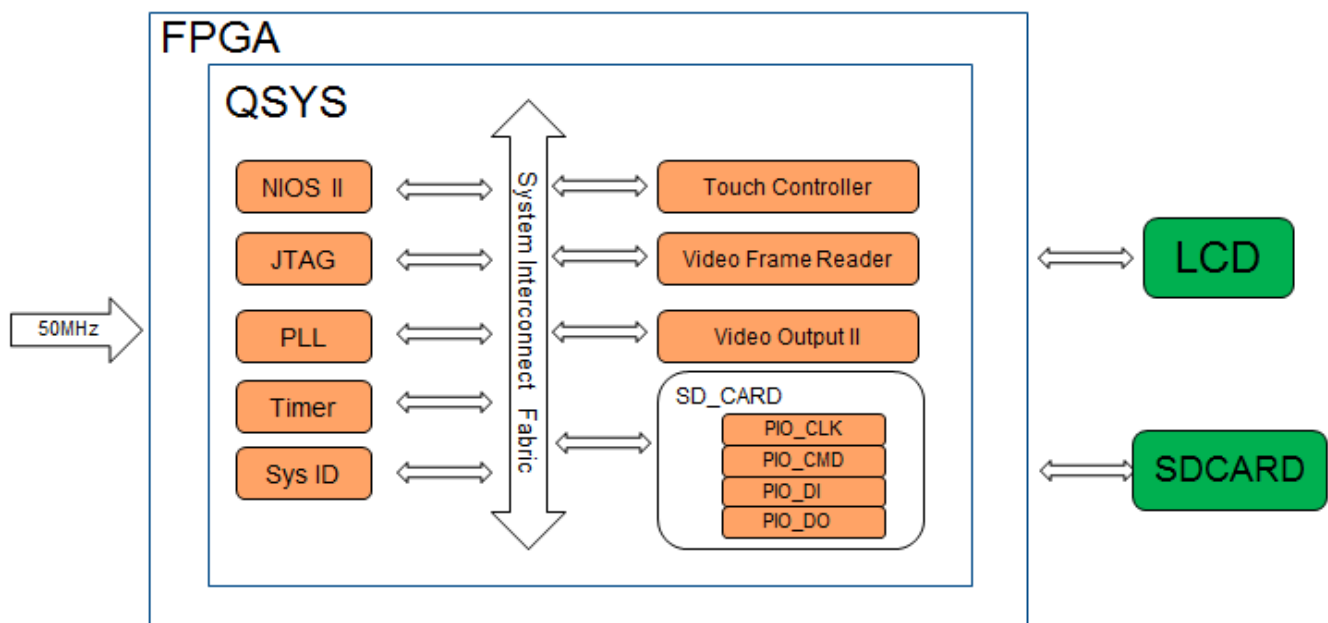 FPGA
QSYS
NIOS II
JTAG
PLL
Timer
Sys ID
System Interconnect Fabric
Touch Controller
Video Frame Reader
Video Output II
SD_CARD
PIO_CLK
PIO_CMD
PIO_DI
PIO_DO
50MHz
LCD
SDCARD